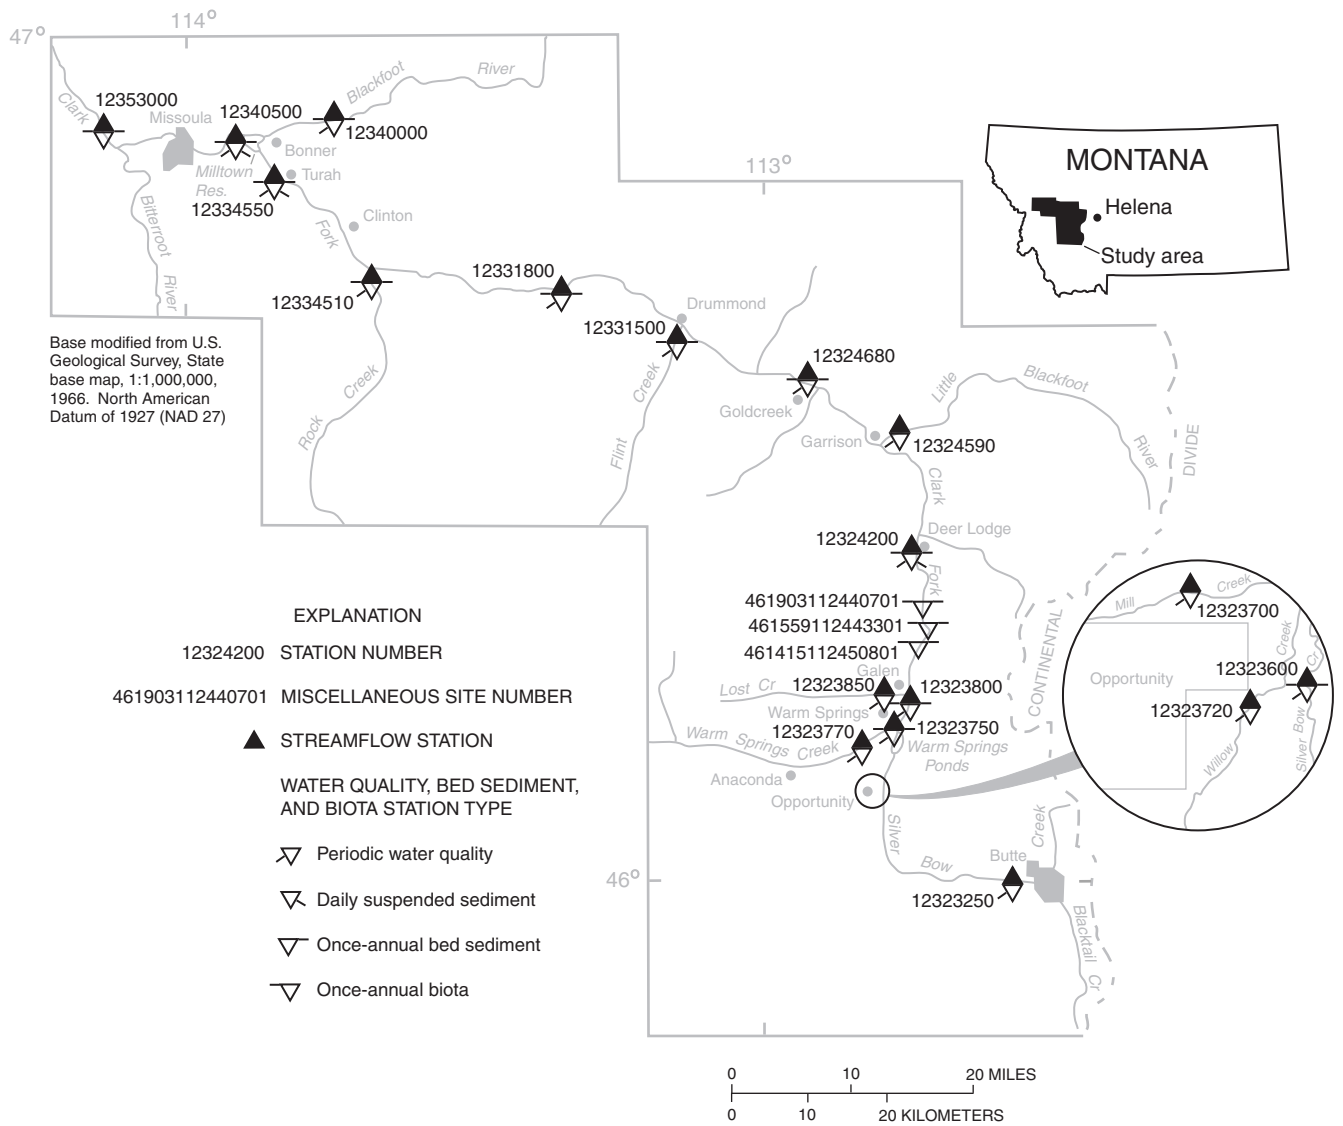 114°
47°
Clark
12353000
Missoula
12340500
Blackfoot
River
12340000
Bonner
Milltown
Res.
Turah
12334550
Bitterroot
River
Fork
Clinton
113°
MONTANA
Helena
Study area
12334510
12331800
Drummond
12331500
12324680
Base modified from U.S.
Geological Survey, State
base map, 1:1,000,000,
1966.  North American
Datum of 1927 (NAD 27)
Rock
Creek
Flint
Creek
Goldcreek
Garrison
Little
Blackfoot
River
12324590
DIVIDE
Clark
Deer Lodge
12324200
Fork
461903112440701
461559112443301
461415112450801
CONTINENTAL
Galen
Lost Cr
12323850
12323800
Warm Springs
12323770
12323750
Warm Springs
Creek
Warm Springs
Ponds
Anaconda
Opportunity
Silver
Bow
Creek
Butte
46°
12323250
Blacktail
Cr
Mill
Creek
12323700
Opportunity
Creek
Cr
12323600
12323720
Willow
Silver Bow
EXPLANATION
12324200 STATION NUMBER
461903112440701 MISCELLANEOUS SITE NUMBER
STREAMFLOW STATION
WATER QUALITY, BED SEDIMENT,
AND BIOTA STATION TYPE
Periodic water quality
Daily suspended sediment
Once-annual bed sediment
Once-annual biota
0 10 20 MILES
0 10 20 KILOMETERS